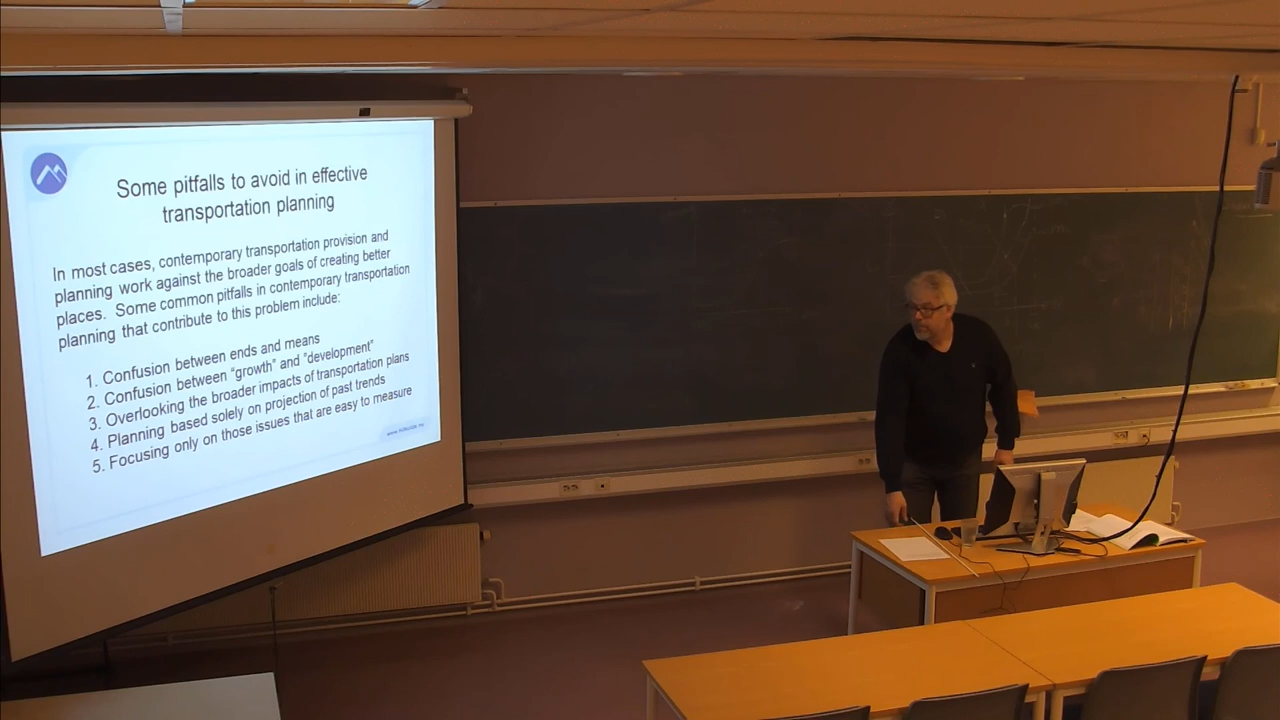 Some pitfalls to avoid in effective
transportation planning
In most cases, contemporary transportation provision and
planning work against the broader goals of creating better
places. Some common pitfalls in contemporary transportation
planning that contribute to this problem include:
1. Confusion between ends and means
2. Confusion between “growth” and “development”
3. Overlooking the broader impacts of transportation plans
4. Planning based solely on projection of past trends
5. Focusing only on those issues that are easy to measure